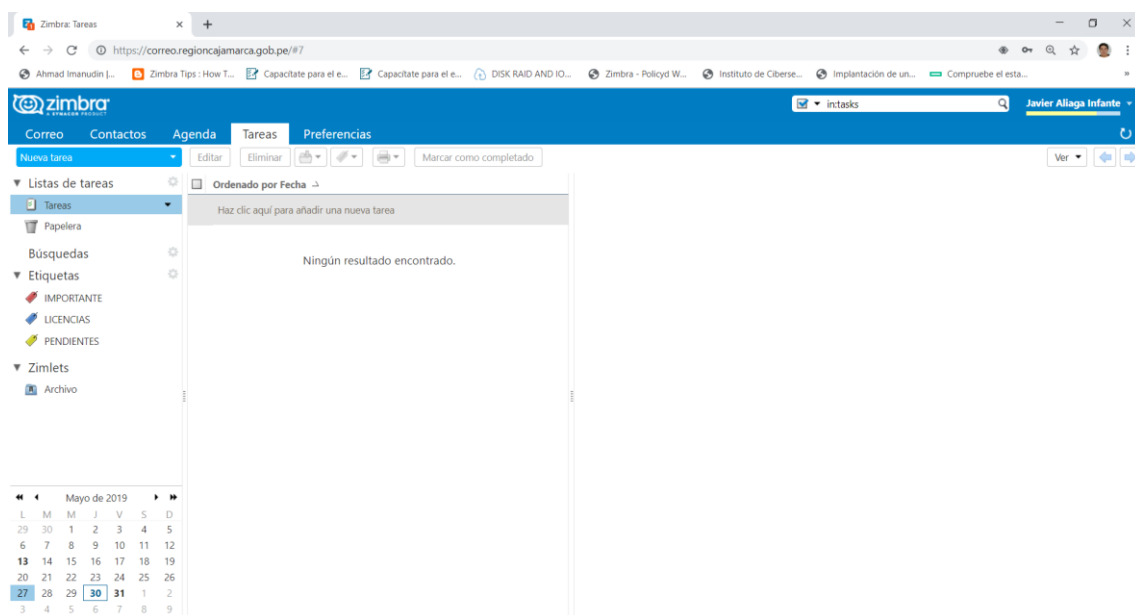 Zimbra: Tareas
https://correo.regioncajamarca.gob.pe/#7
Ahmad Imanudin |... Zimbra Tips : How T... Capacítate para el e... Capacítate para el e... DISK RAID AND IO... Zimbra - Policyd W... Instituto de Ciberse... Implantación de un... Compruebe el esta...
zimbra
A SYNACOR PRODUCT
in:tasks
Javier Aliaga Infante
Correo Contactos Agenda Tareas Preferencias
Nueva tarea Editar Eliminar Marcar como completado Ver
Listas de tareas
Ordenado por Fecha
Tareas
Haz clic aquí para añadir una nueva tarea
Papelera
Búsquedas
Ningún resultado encontrado.
Etiquetas
IMPORTANTE
LICENCIAS
PENDIENTES
Zimlets
Archivo
Mayo de 2019
L M M J V S D
29 30 1 2 3 4 5
6 7 8 9 10 11 12
13 14 15 16 17 18 19
20 21 22 23 24 25 26
27 28 29 30 31 1 2
3 4 5 6 7 8 9